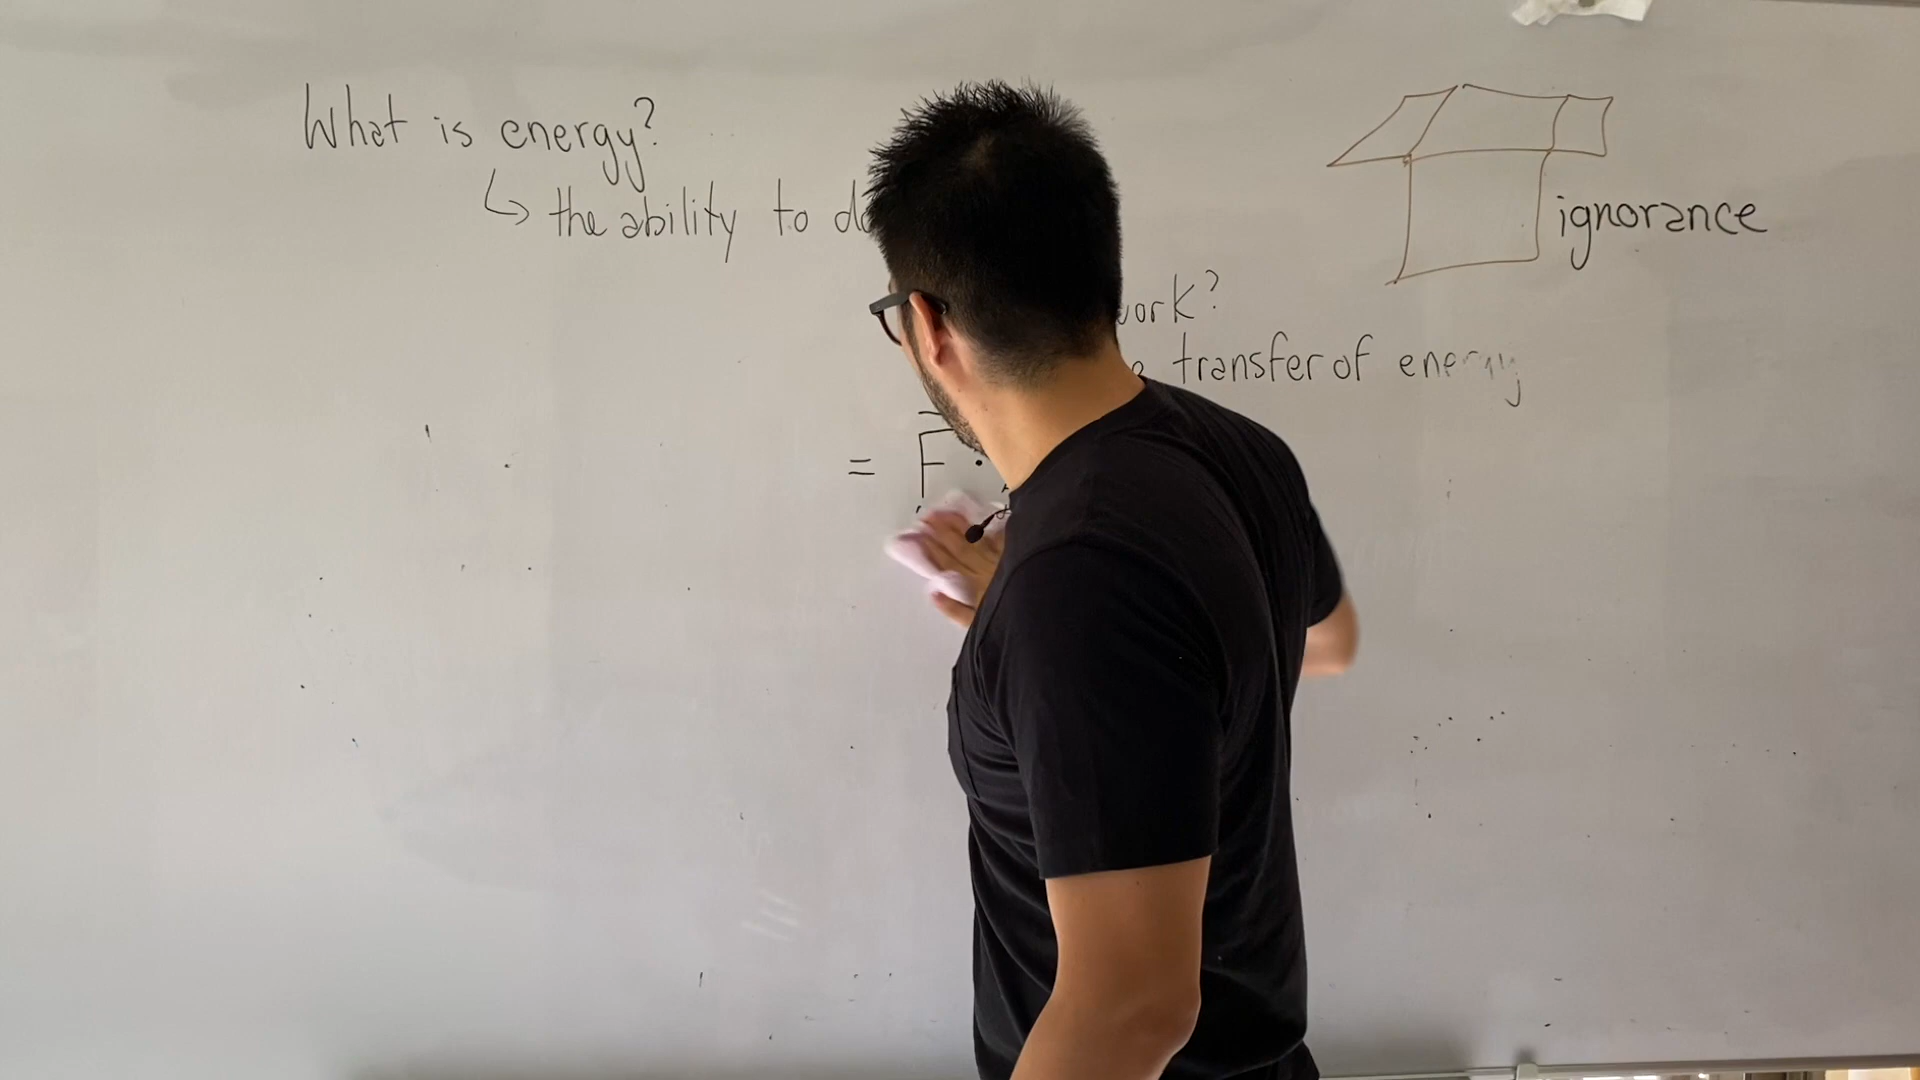 What is energy?
↳ the ability to do
ignorance
work?
transfer of energy
= F ·